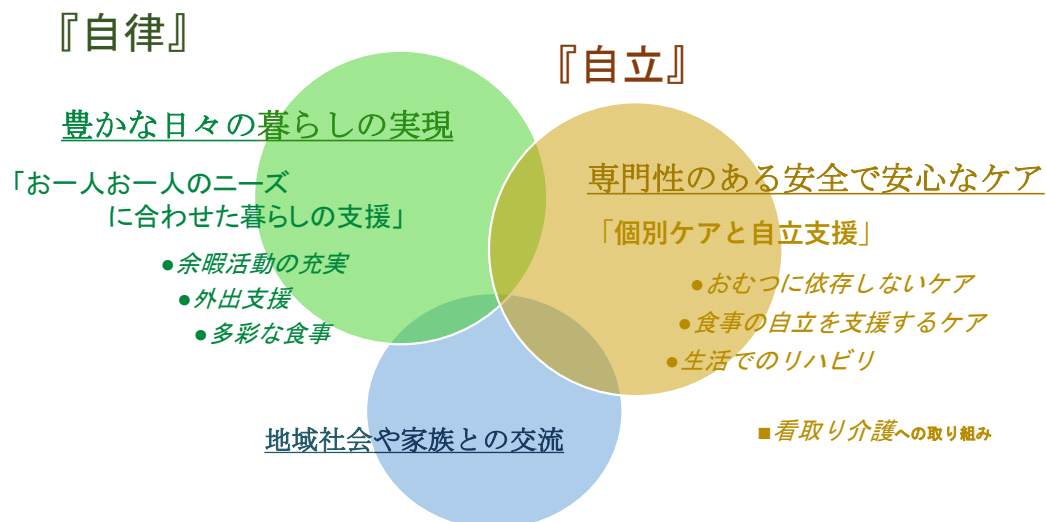 『自律』
豊かな日々の暮らしの実現
「お一人お一人のニーズ
に合わせた暮らしの支援」
●余暇活動の充実
●外出支援
●多彩な食事
『自立』
専門性のある安全で安心なケア
「個別ケアと自立支援」
●おむつに依存しないケア
●食事の自立を支援するケア
●生活でのリハビリ
■看取り介護への取り組み
地域社会や家族との交流